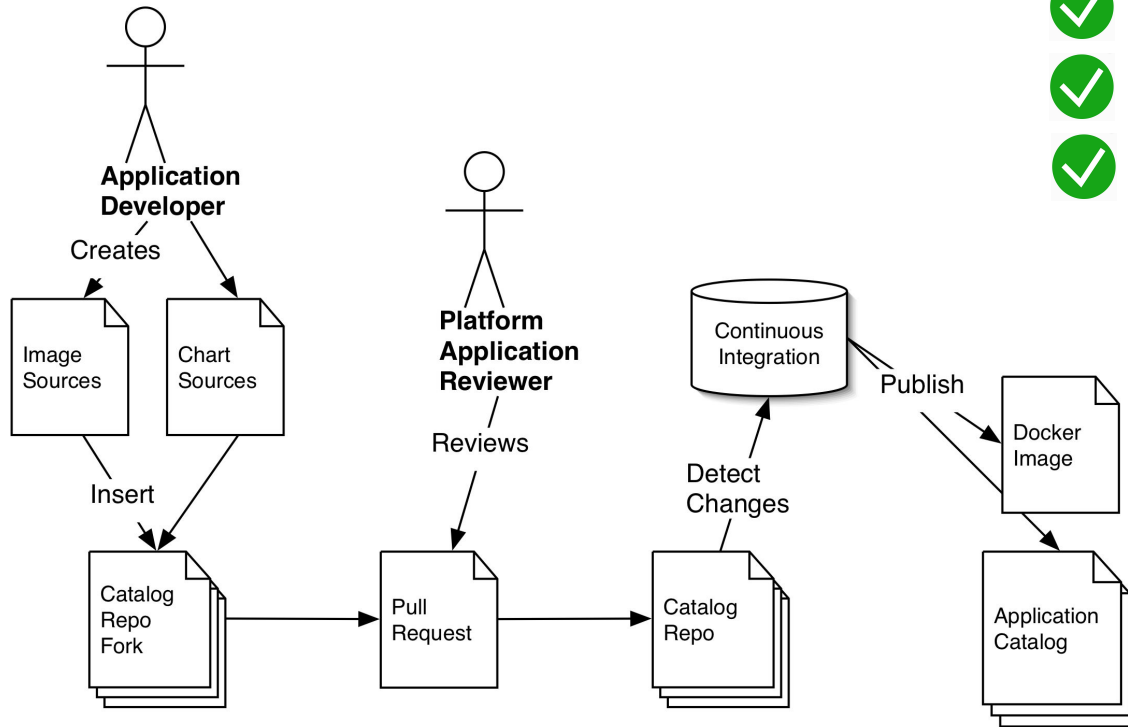 Application
Developer
Creates
Image
Sources
Chart
Sources
Insert
Catalog
Repo
Fork
Platform
Application
Reviewer
Reviews
Pull
Request
Continuous
Integration
Detect
Changes
Catalog
Repo
Publish
Docker
Image
Application
Catalog